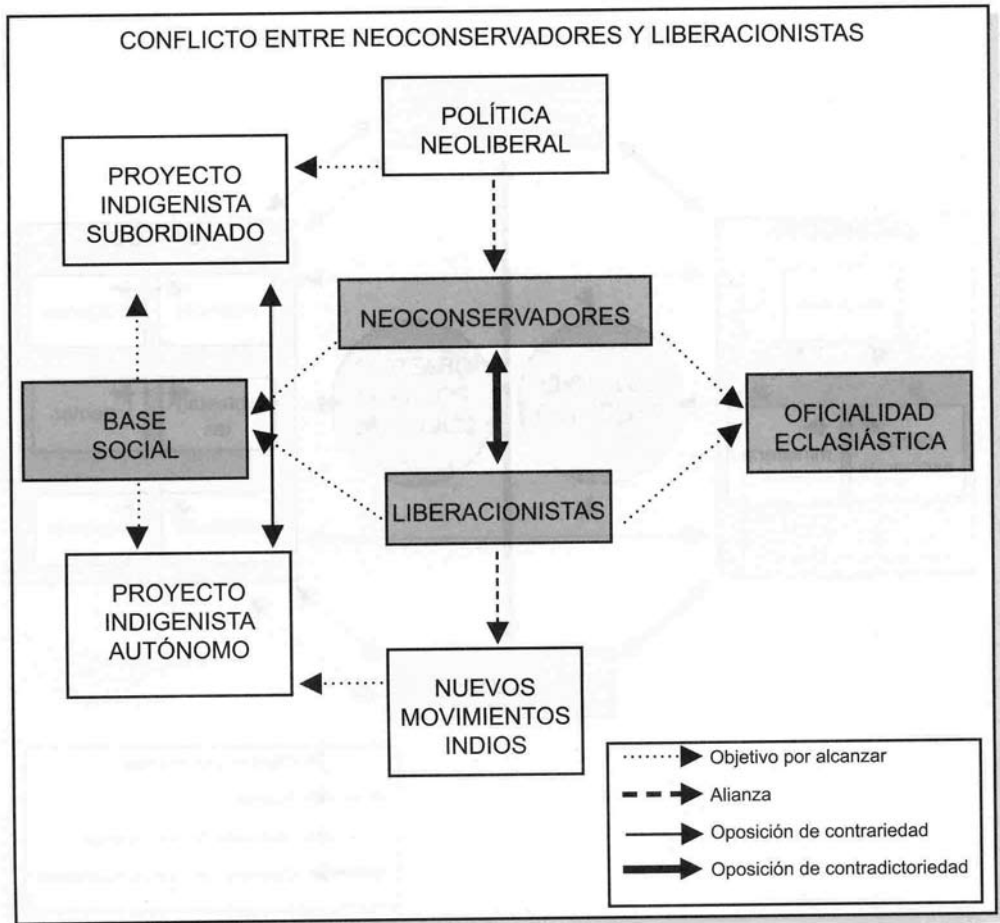 CONFLICTO ENTRE NEOCONSERVADORES Y LIBERACIONISTAS
POLÍTICA
NEOLIBERAL
PROYECTO
INDIGENISTA
SUBORDINADO
NEOCONSERVADORES
BASE
SOCIAL
OFICIALIDAD
ECLASIÁSTICA
LIBERACIONISTAS
PROYECTO
INDIGENISTA
AUTÓNOMO
NUEVOS
MOVIMIENTOS
INDIOS
Objetivo por alcanzar
Alianza
Oposición de contrariedad
Oposición de contradictoriedad